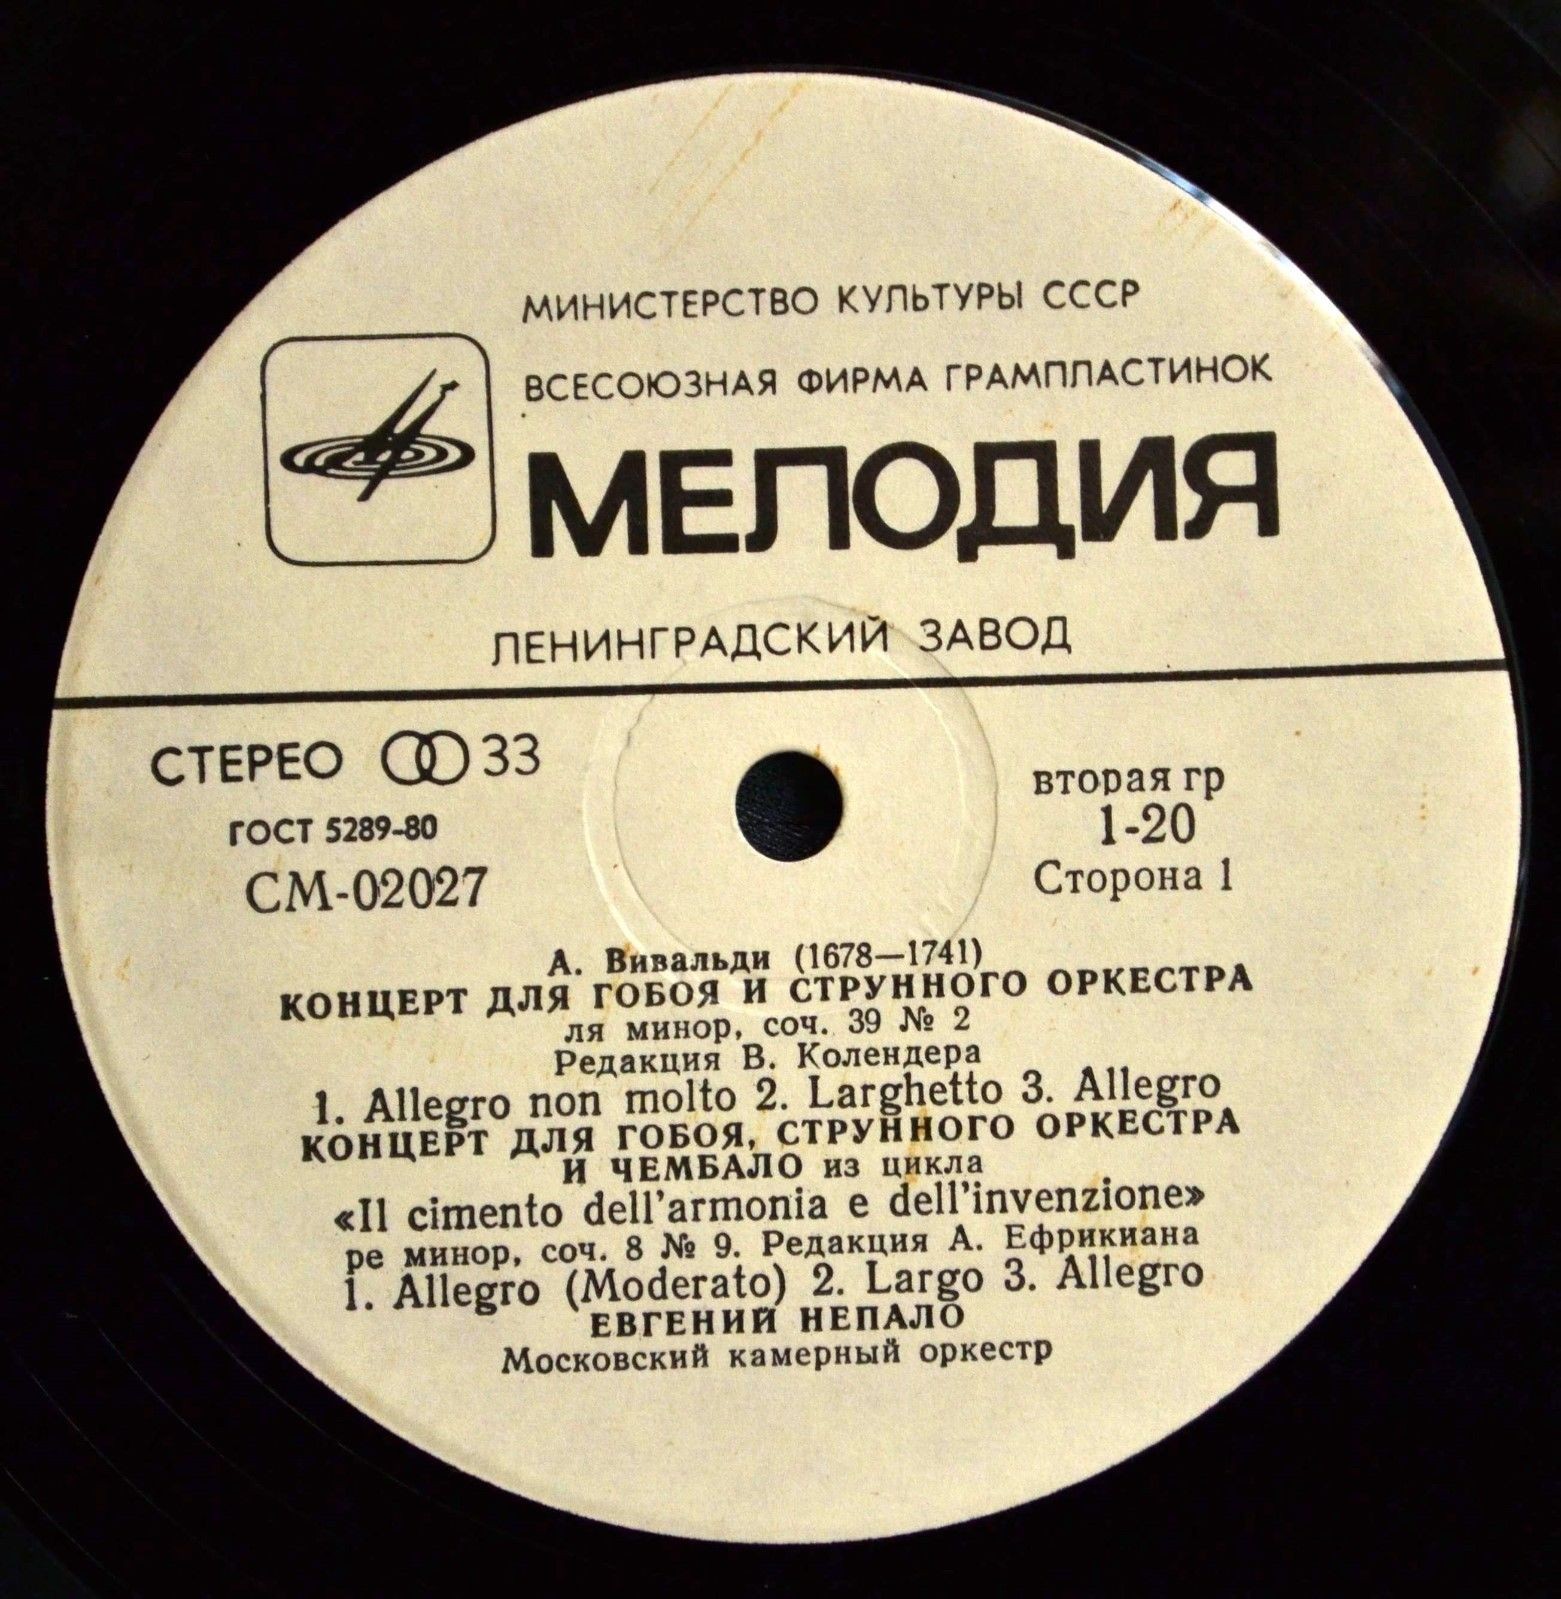 МИНИСТЕРСТВО КУЛЬТУРЫ СССР
ВСЕСОЮЗНАЯ ФИРМА ГРАМПЛАСТИНОК
МЕЛОДИЯ
ЛЕНИНГРАДСКИЙ ЗАВОД
СТЕРЕО 33
ГОСТ 5289-80
СМ-02027
вторая гр
1-20
Сторона 1
А. Вивальди (1678—1741)
КОНЦЕРТ ДЛЯ ГОБОЯ И СТРУННОГО ОРКЕСТРА
ля минор, соч. 39 № 2
Редакция В. Колендера
1. Allegro non molto 2. Larghetto 3. Allegro
КОНЦЕРТ ДЛЯ ГОБОЯ, СТРУННОГО ОРКЕСТРА
И ЧЕМБАЛО из цикла
«Il cimento dell'armonia e dell'invenzione»
ре минор, соч. 8 № 9. Редакция А. Ефрикиана
1. Allegro (Moderato) 2. Largo 3. Allegro
ЕВГЕНИЙ НЕПАЛО
Московский камерный оркестр